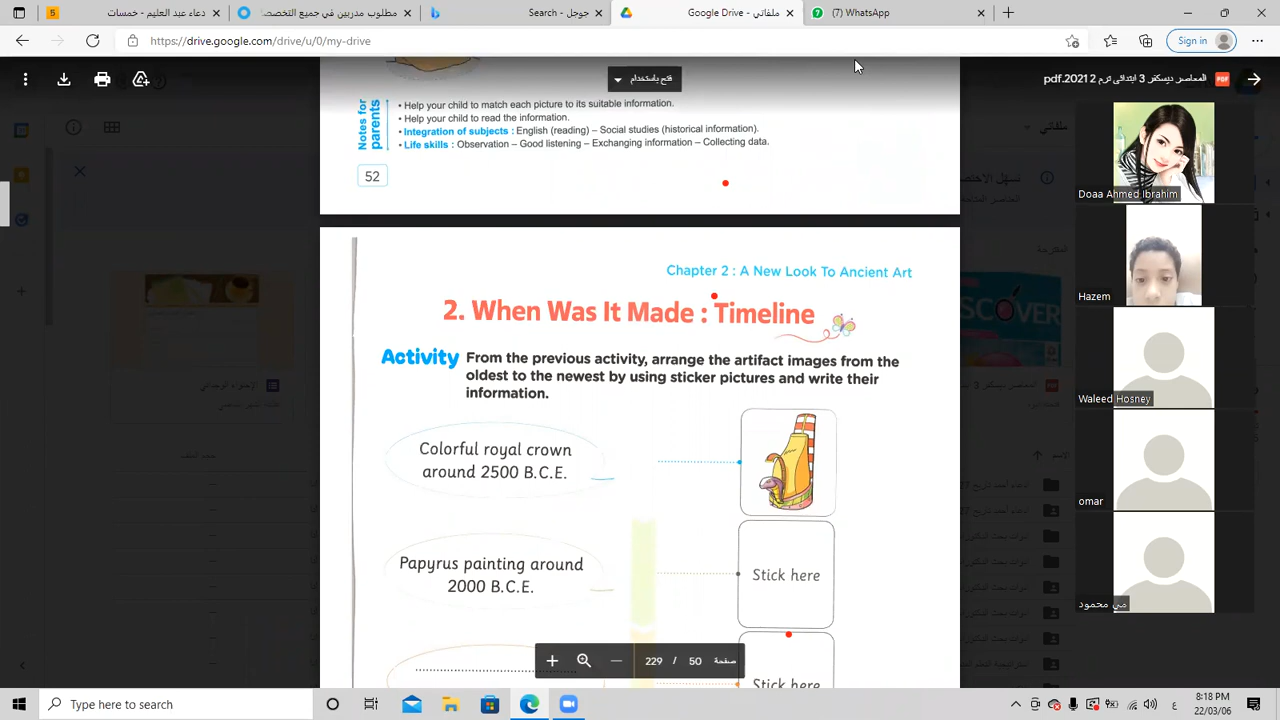 دعاء عيد العليم - حسابات
مطلوب مدرسين في جميع التخصصات
جوجل - Search
ملفاتي - Google Drive
(7) WhatsApp
https://drive.google.com/drive/u/0/my-drive
Sign in
فتح باستخدام
المعاصر ديسكفر 3 ابتدائى ترم 2 2021.pdf
PDF
Notes for parents
• Help your child to match each picture to its suitable information.
• Help your child to read the information.
• Integration of subjects : English (reading) – Social studies (historical information).
• Life skills : Observation – Good listening – Exchanging information – Collecting data.
52
ملفاتي
Doaa Ahmed Ibrahim
Hazem
Waleed Hosney
omar
مي محمود
Chapter 2 : A New Look To Ancient Art
2. When Was It Made : Timeline
Activity From the previous activity, arrange the artifact images from the
oldest to the newest by using sticker pictures and write their
information.
Colorful royal crown
around 2500 B.C.E.
Papyrus painting around
2000 B.C.E.
Stick here
Stick here
صفحة 50 / 229
Type here to search
8:18 PM
22/03/06